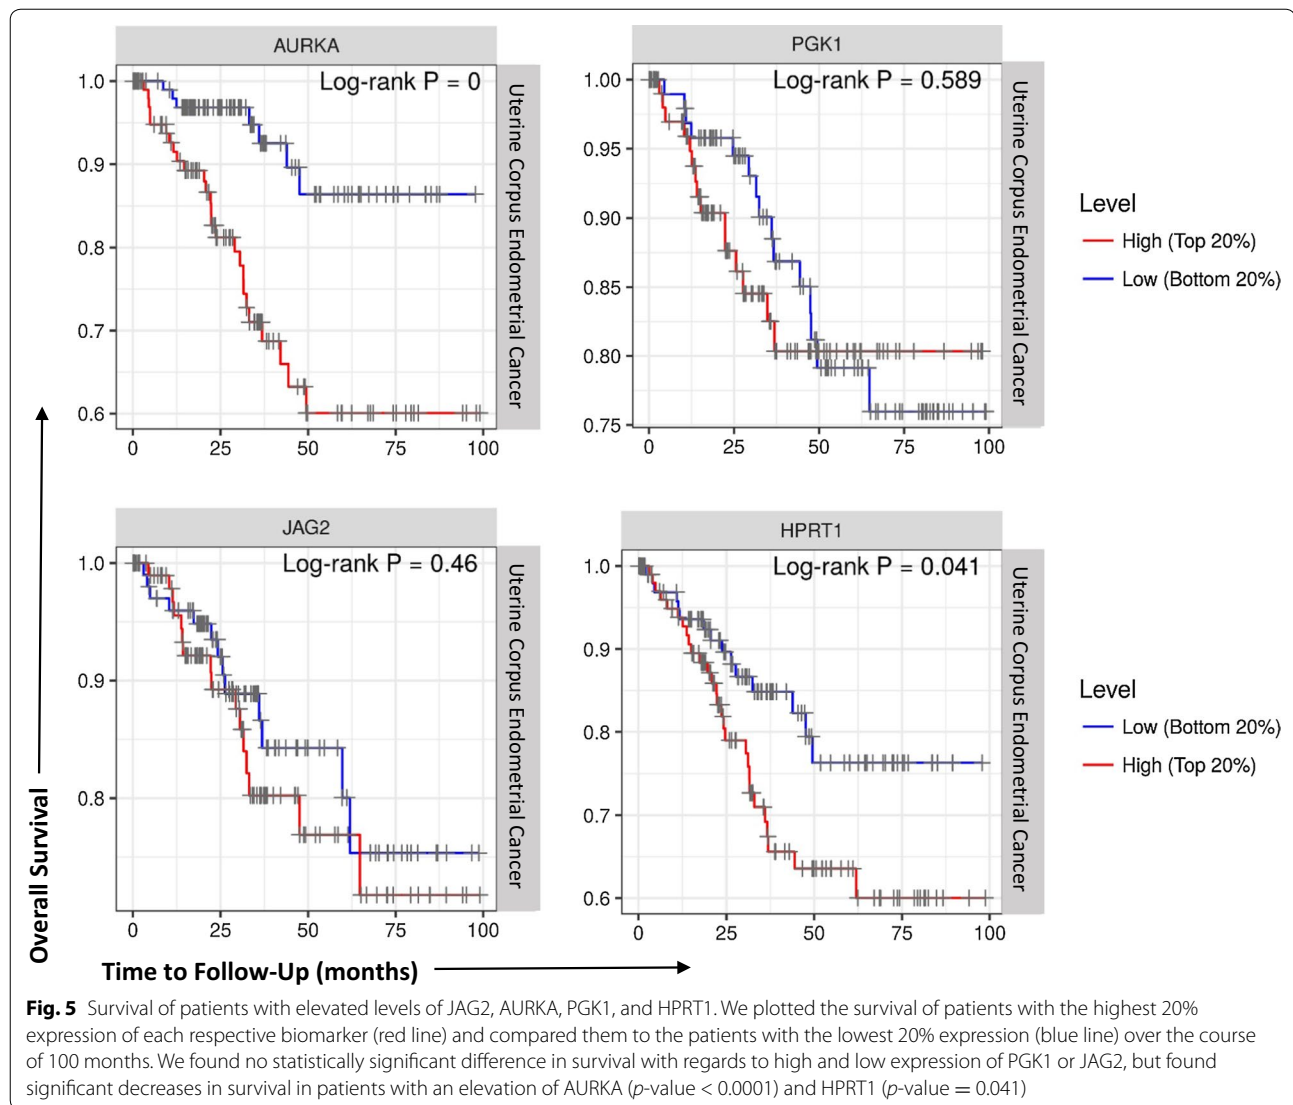 AURKA
Log-rank P = 0
Uterine Corpus Endometrial Cancer
1.0
0.9
0.8
0.7
0.6
0 25 50 75 100
PGK1
Log-rank P = 0.589
Uterine Corpus Endometrial Cancer
1.00
0.95
0.90
0.85
0.80
0.75
0 25 50 75 100
Level
High (Top 20%)
Low (Bottom 20%)
JAG2
Log-rank P = 0.46
Uterine Corpus Endometrial Cancer
1.0
0.9
0.8
0 25 50 75 100
HPRT1
Log-rank P = 0.041
Uterine Corpus Endometrial Cancer
1.0
0.9
0.8
0.7
0.6
0 25 50 75 100
Level
Low (Bottom 20%)
High (Top 20%)
Overall Survival
Time to Follow-Up (months)
Fig. 5 Survival of patients with elevated levels of JAG2, AURKA, PGK1, and HPRT1. We plotted the survival of patients with the highest 20%
expression of each respective biomarker (red line) and compared them to the patients with the lowest 20% expression (blue line) over the course
of 100 months. We found no statistically significant difference in survival with regards to high and low expression of PGK1 or JAG2, but found
significant decreases in survival in patients with an elevation of AURKA (p-value < 0.0001) and HPRT1 (p-value = 0.041)